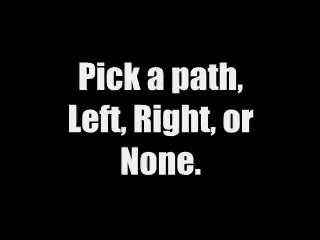 Pick a path,
Left, Right, or
None.